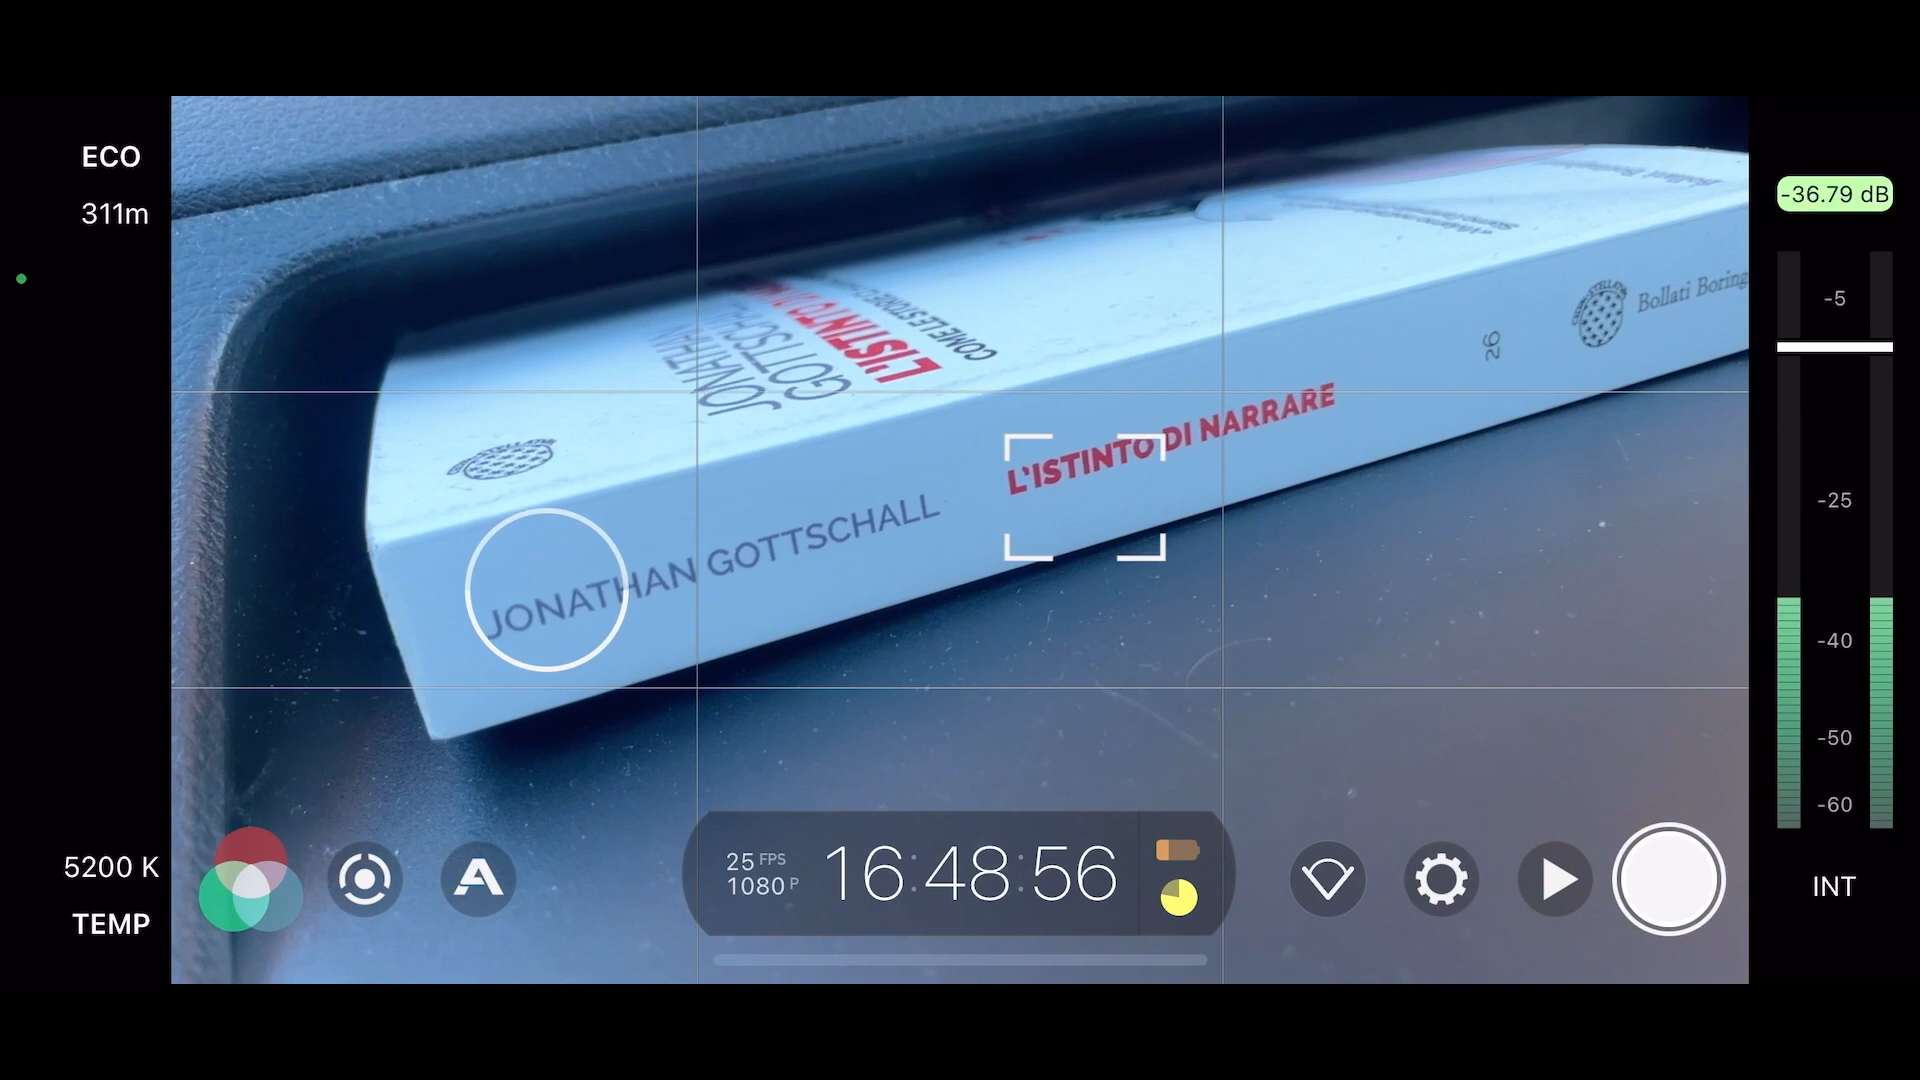 ECO
311m
-36.79 dB
-5
-25
-40
-50
-60
INT
5200 K
TEMP
JONATHAN
L'ISTINTO DI
COME LE STORIE
26
Bollati Boring
JONATHAN GOTTSCHALL
L'ISTINTO DI NARRARE
25 FPS
1080 P
16:48:56